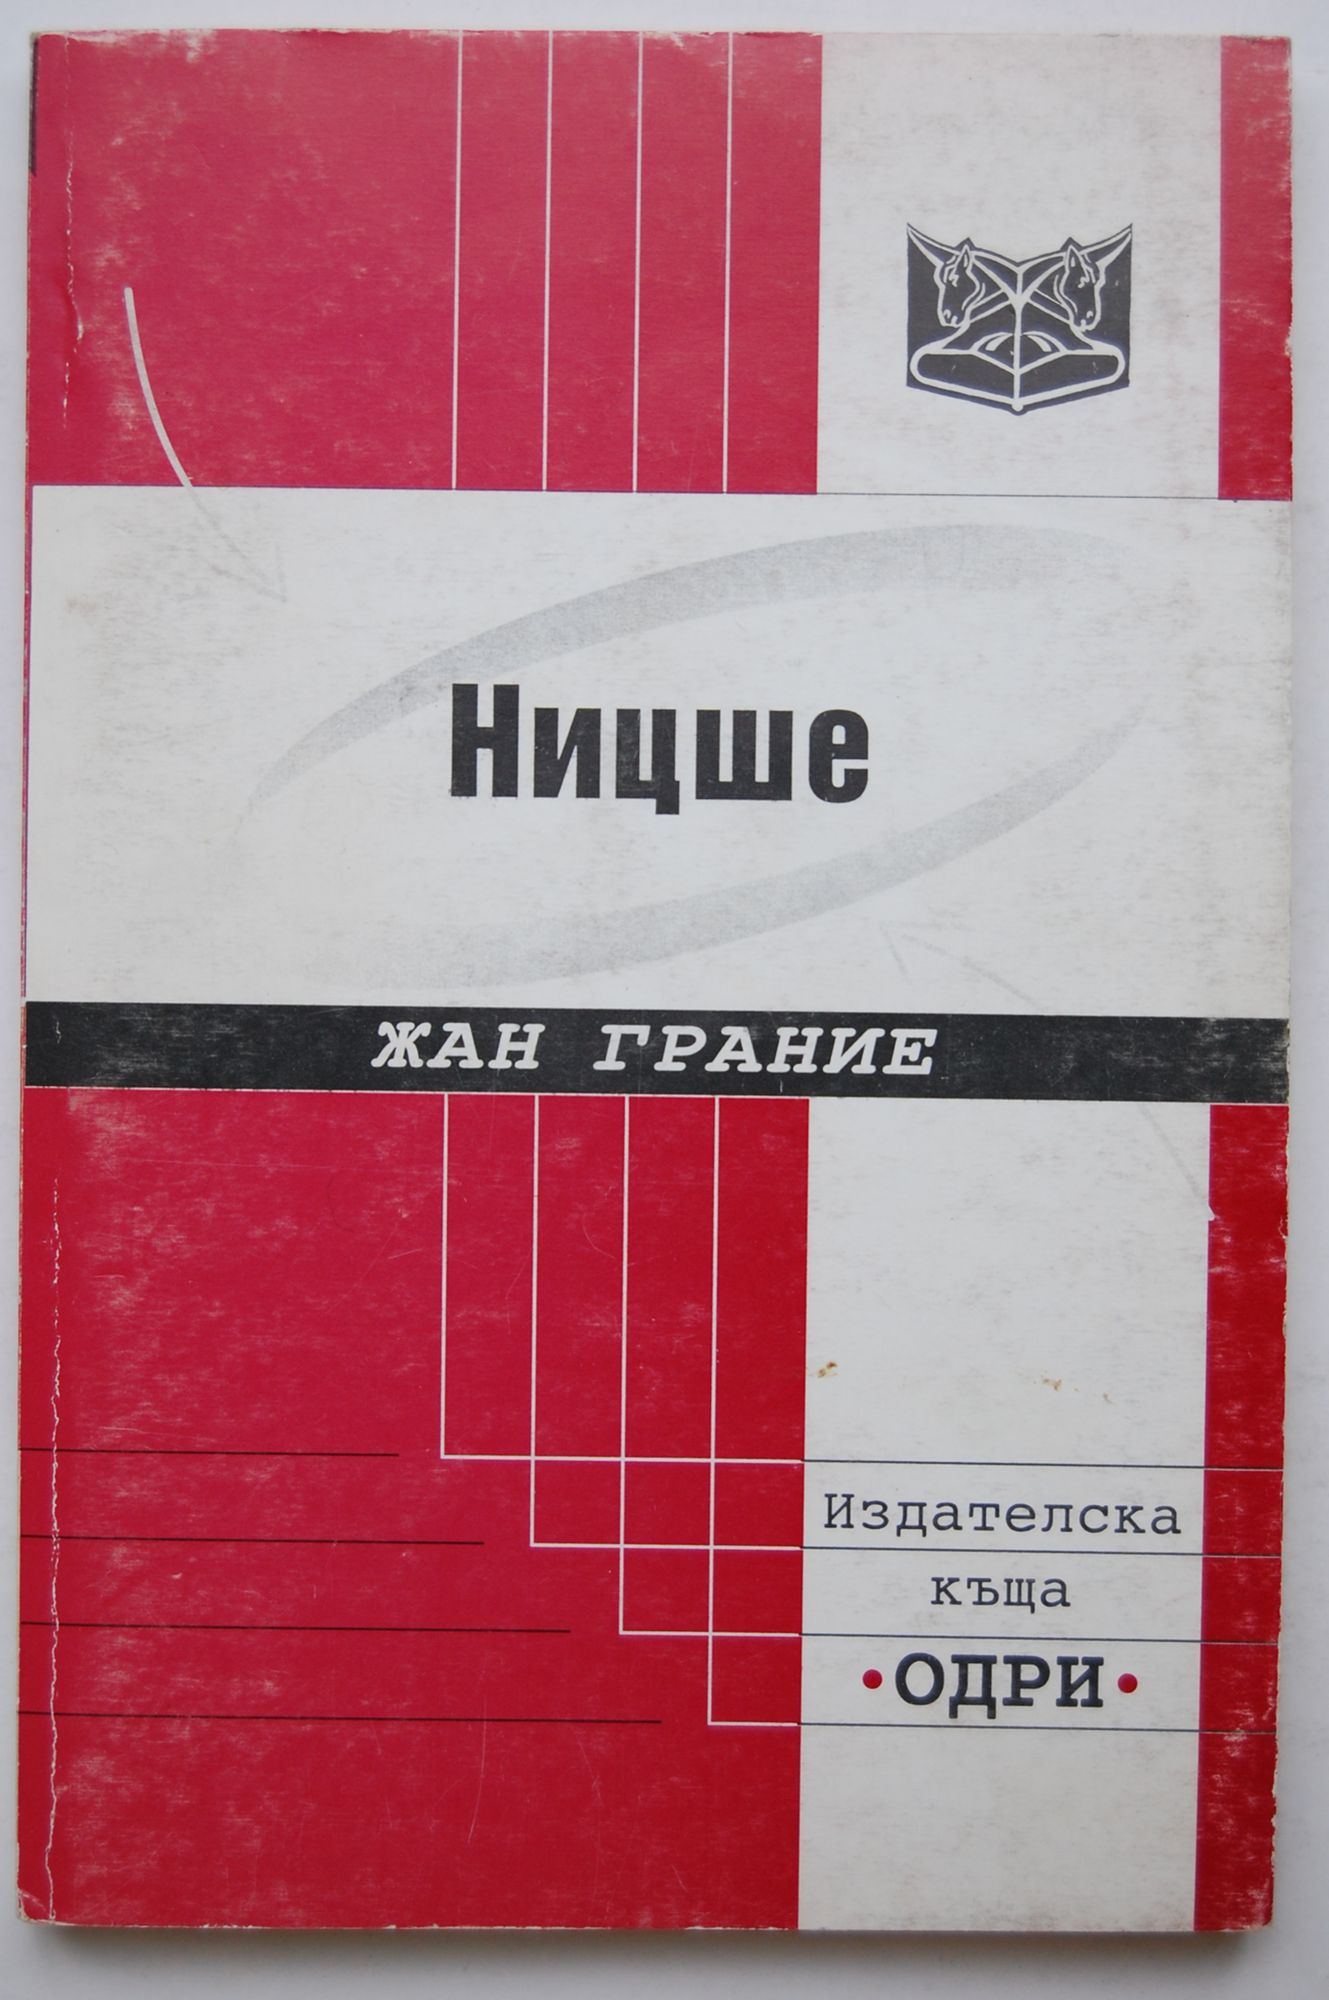 Ницше
ЖАН ГРАНИЕ
Издателска
къща
•ОДРИ•